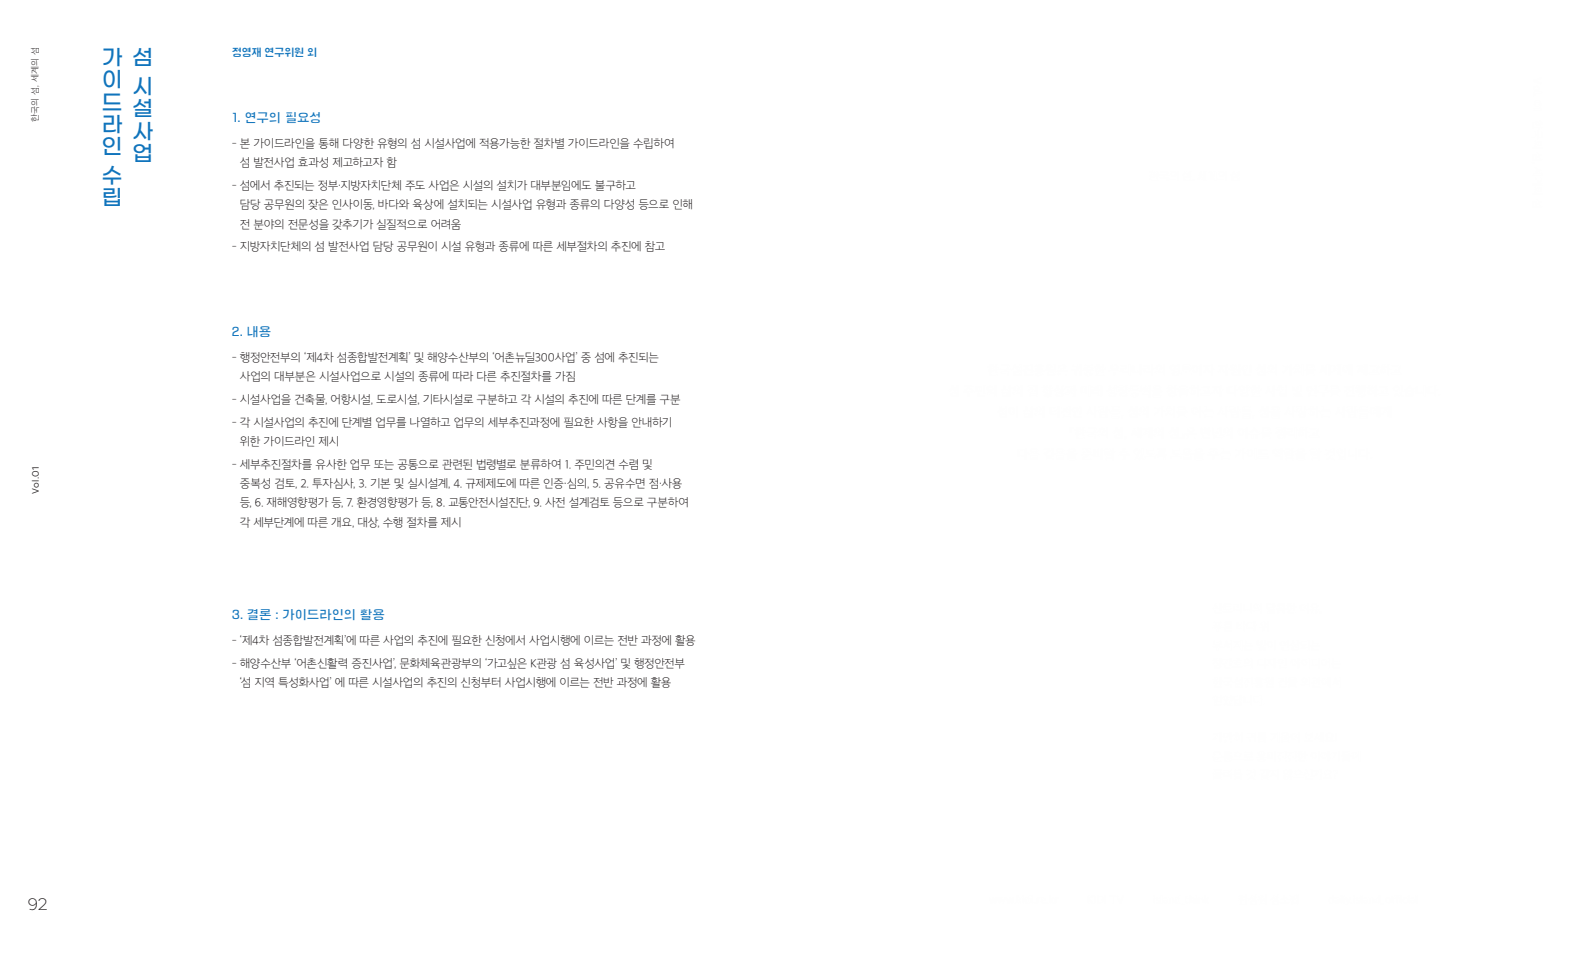 한국의 섬, 세계의 섬
Vol.01
92
섬 시설사업
가이드라인 수립
정영재 연구위원 외
1. 연구의 필요성
- 본 가이드라인을 통해 다양한 유형의 섬 시설사업에 적용가능한 절차별 가이드라인을 수립하여
섬 발전사업 효과성 제고하고자 함
- 섬에서 추진되는 정부·지방자치단체 주도 사업은 시설의 설치가 대부분임에도 불구하고
담당 공무원의 잦은 인사이동, 바다와 육상에 설치되는 시설사업 유형과 종류의 다양성 등으로 인해
전 분야의 전문성을 갖추기가 실질적으로 어려움
- 지방자치단체의 섬 발전사업 담당 공무원이 시설 유형과 종류에 따른 세부절차의 추진에 참고
2. 내용
- 행정안전부의 '제4차 섬종합발전계획' 및 해양수산부의 '어촌뉴딜300사업' 중 섬에 추진되는
사업의 대부분은 시설사업으로 시설의 종류에 따라 다른 추진절차를 가짐
- 시설사업을 건축물, 어항시설, 도로시설, 기타시설로 구분하고 각 시설의 추진에 따른 단계를 구분
- 각 시설사업의 추진에 단계별 업무를 나열하고 업무의 세부추진과정에 필요한 사항을 안내하기
위한 가이드라인 제시
- 세부추진절차를 유사한 업무 또는 공통으로 관련된 법령별로 분류하여 1. 주민의견 수렴 및
중복성 검토, 2. 투자심사, 3. 기본 및 실시설계, 4. 규제제도에 따른 인증·심의, 5. 공유수면 점·사용
등, 6. 재해영향평가 등, 7. 환경영향평가 등, 8. 교통안전시설진단, 9. 사전 설계검토 등으로 구분하여
각 세부단계에 따른 개요, 대상, 수행 절차를 제시
3. 결론 : 가이드라인의 활용
- '제4차 섬종합발전계획'에 따른 사업의 추진에 필요한 신청에서 사업시행에 이르는 전반 과정에 활용
- 해양수산부 '어촌신활력 증진사업', 문화체육관광부의 '가고싶은 K관광 섬 육성사업' 및 행정안전부
'섬 지역 특성화사업' 에 따른 시설사업의 추진의 신청부터 사업시행에 이르는 전반 과정에 활용